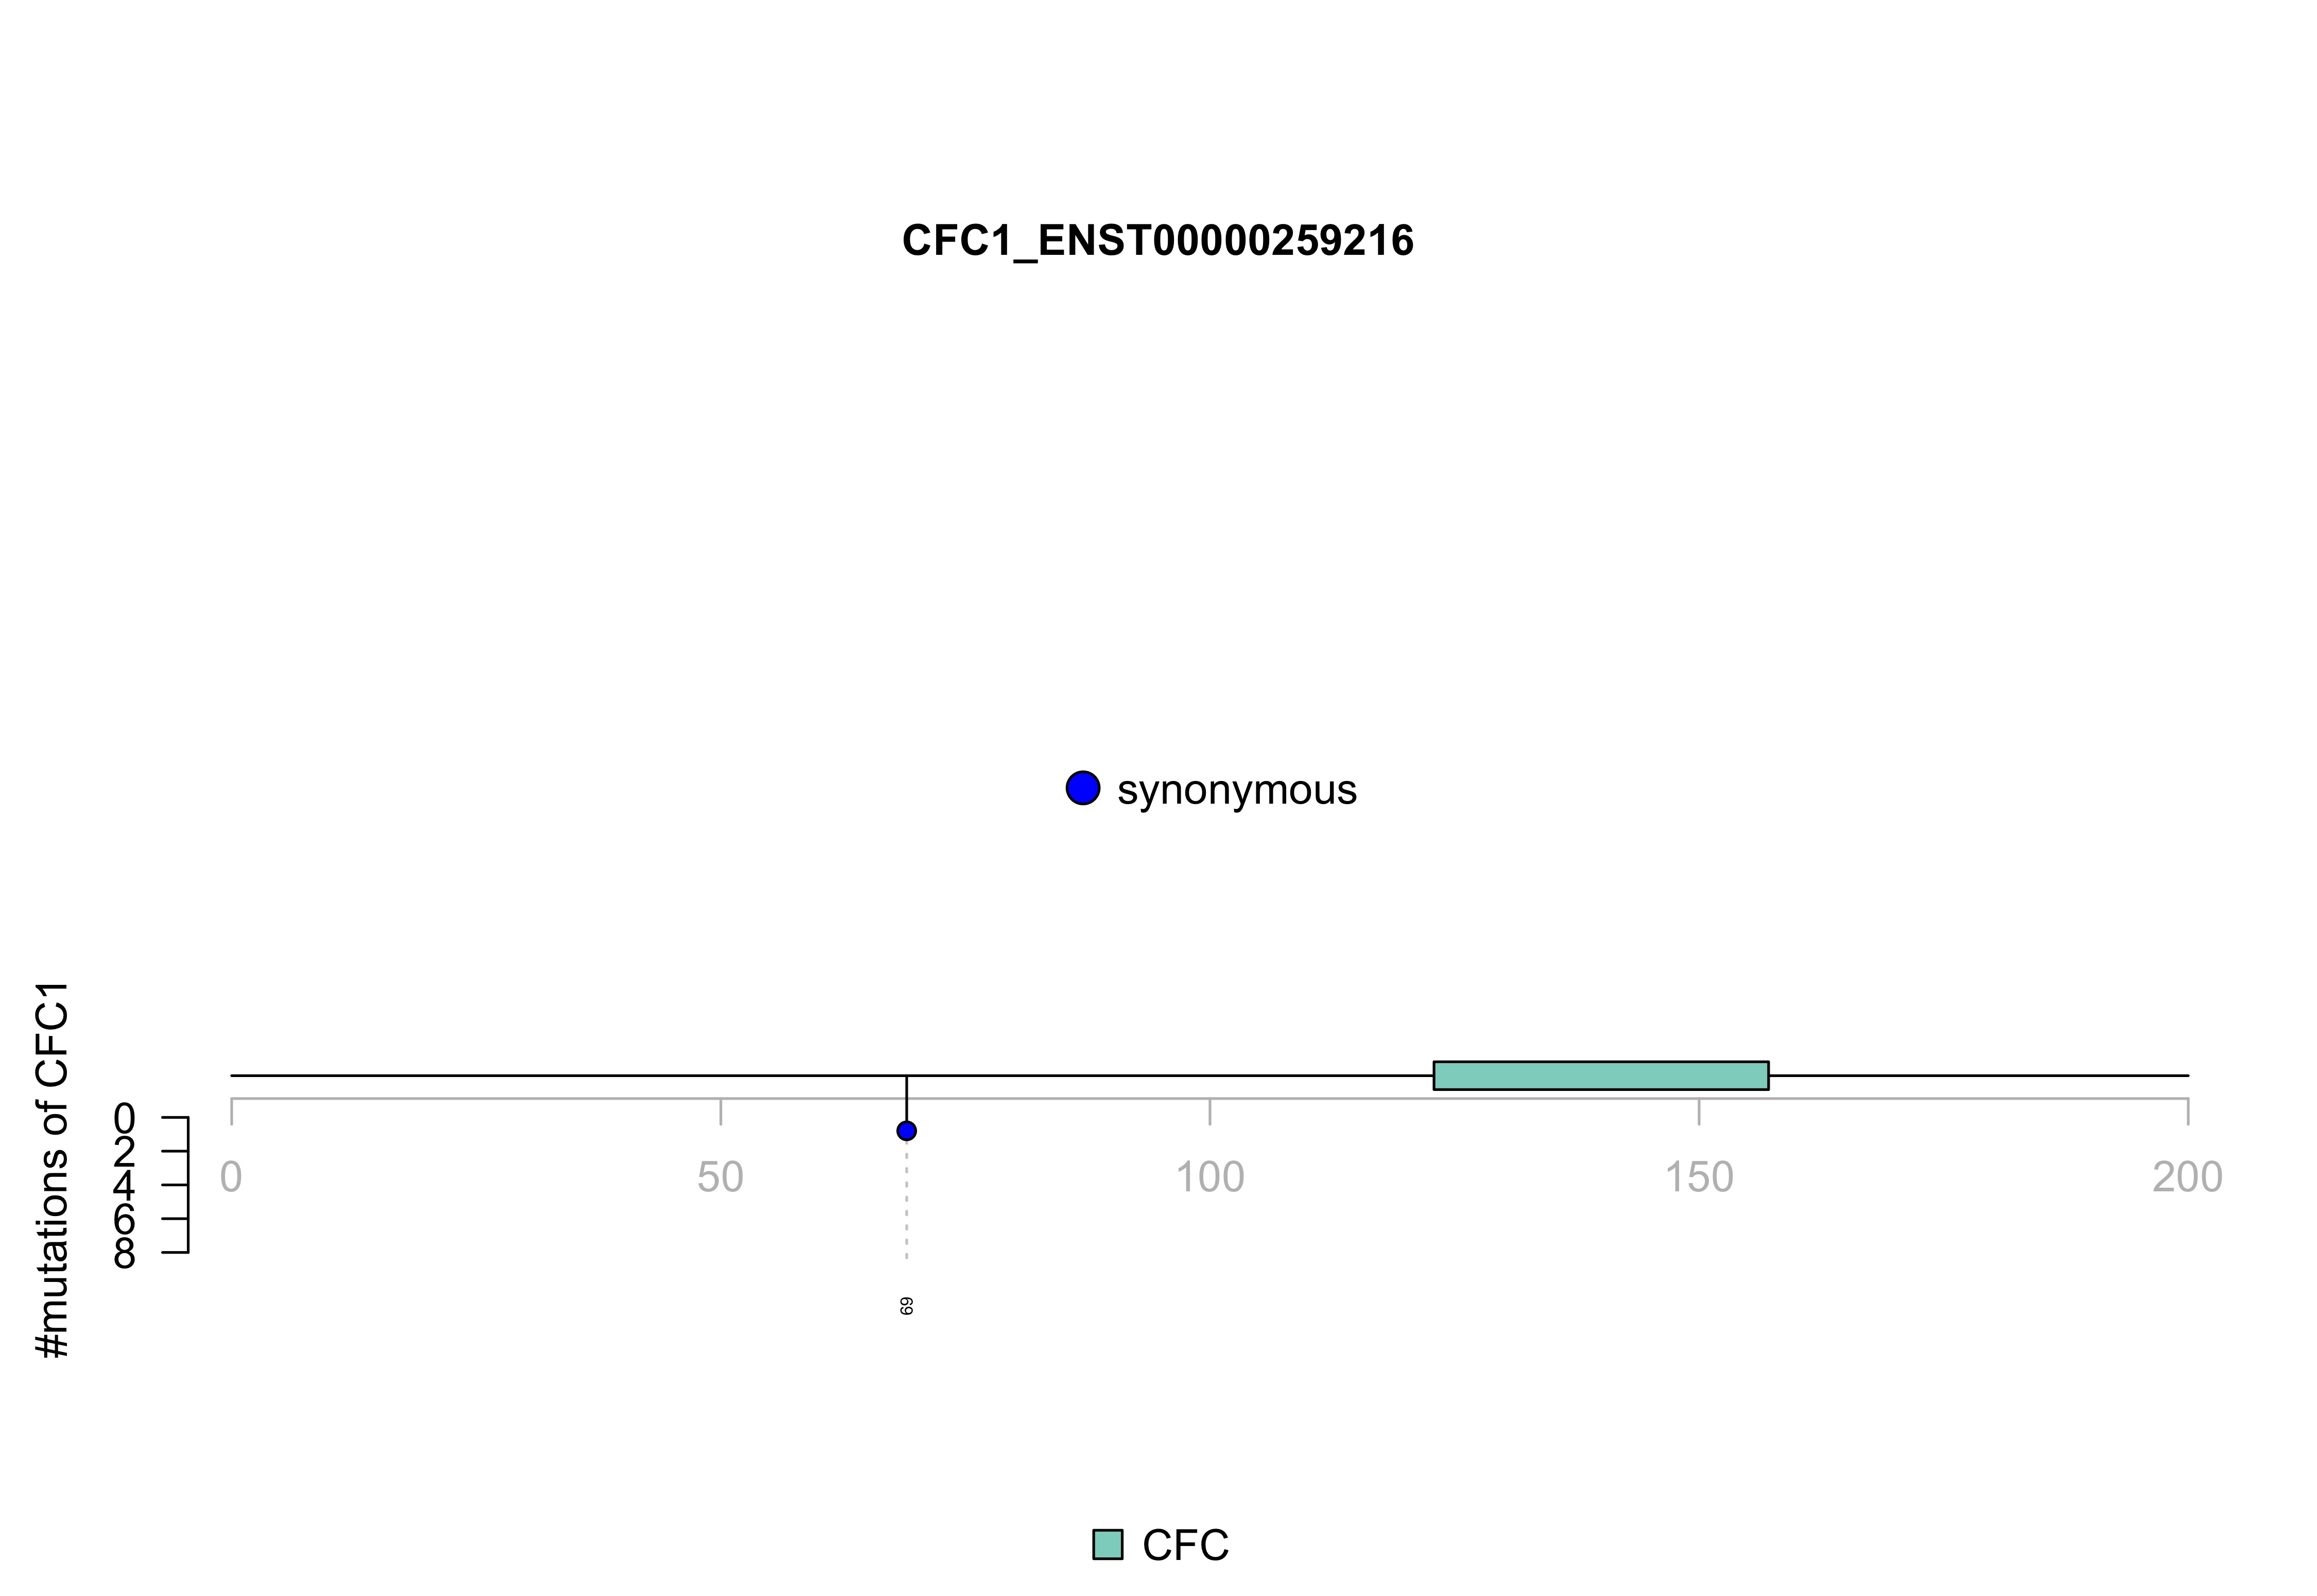 CFC1_ENST00000259216
synonymous
#mutations of CFC1
0
2
4
6
8
0 50 100 150 200
69
CFC